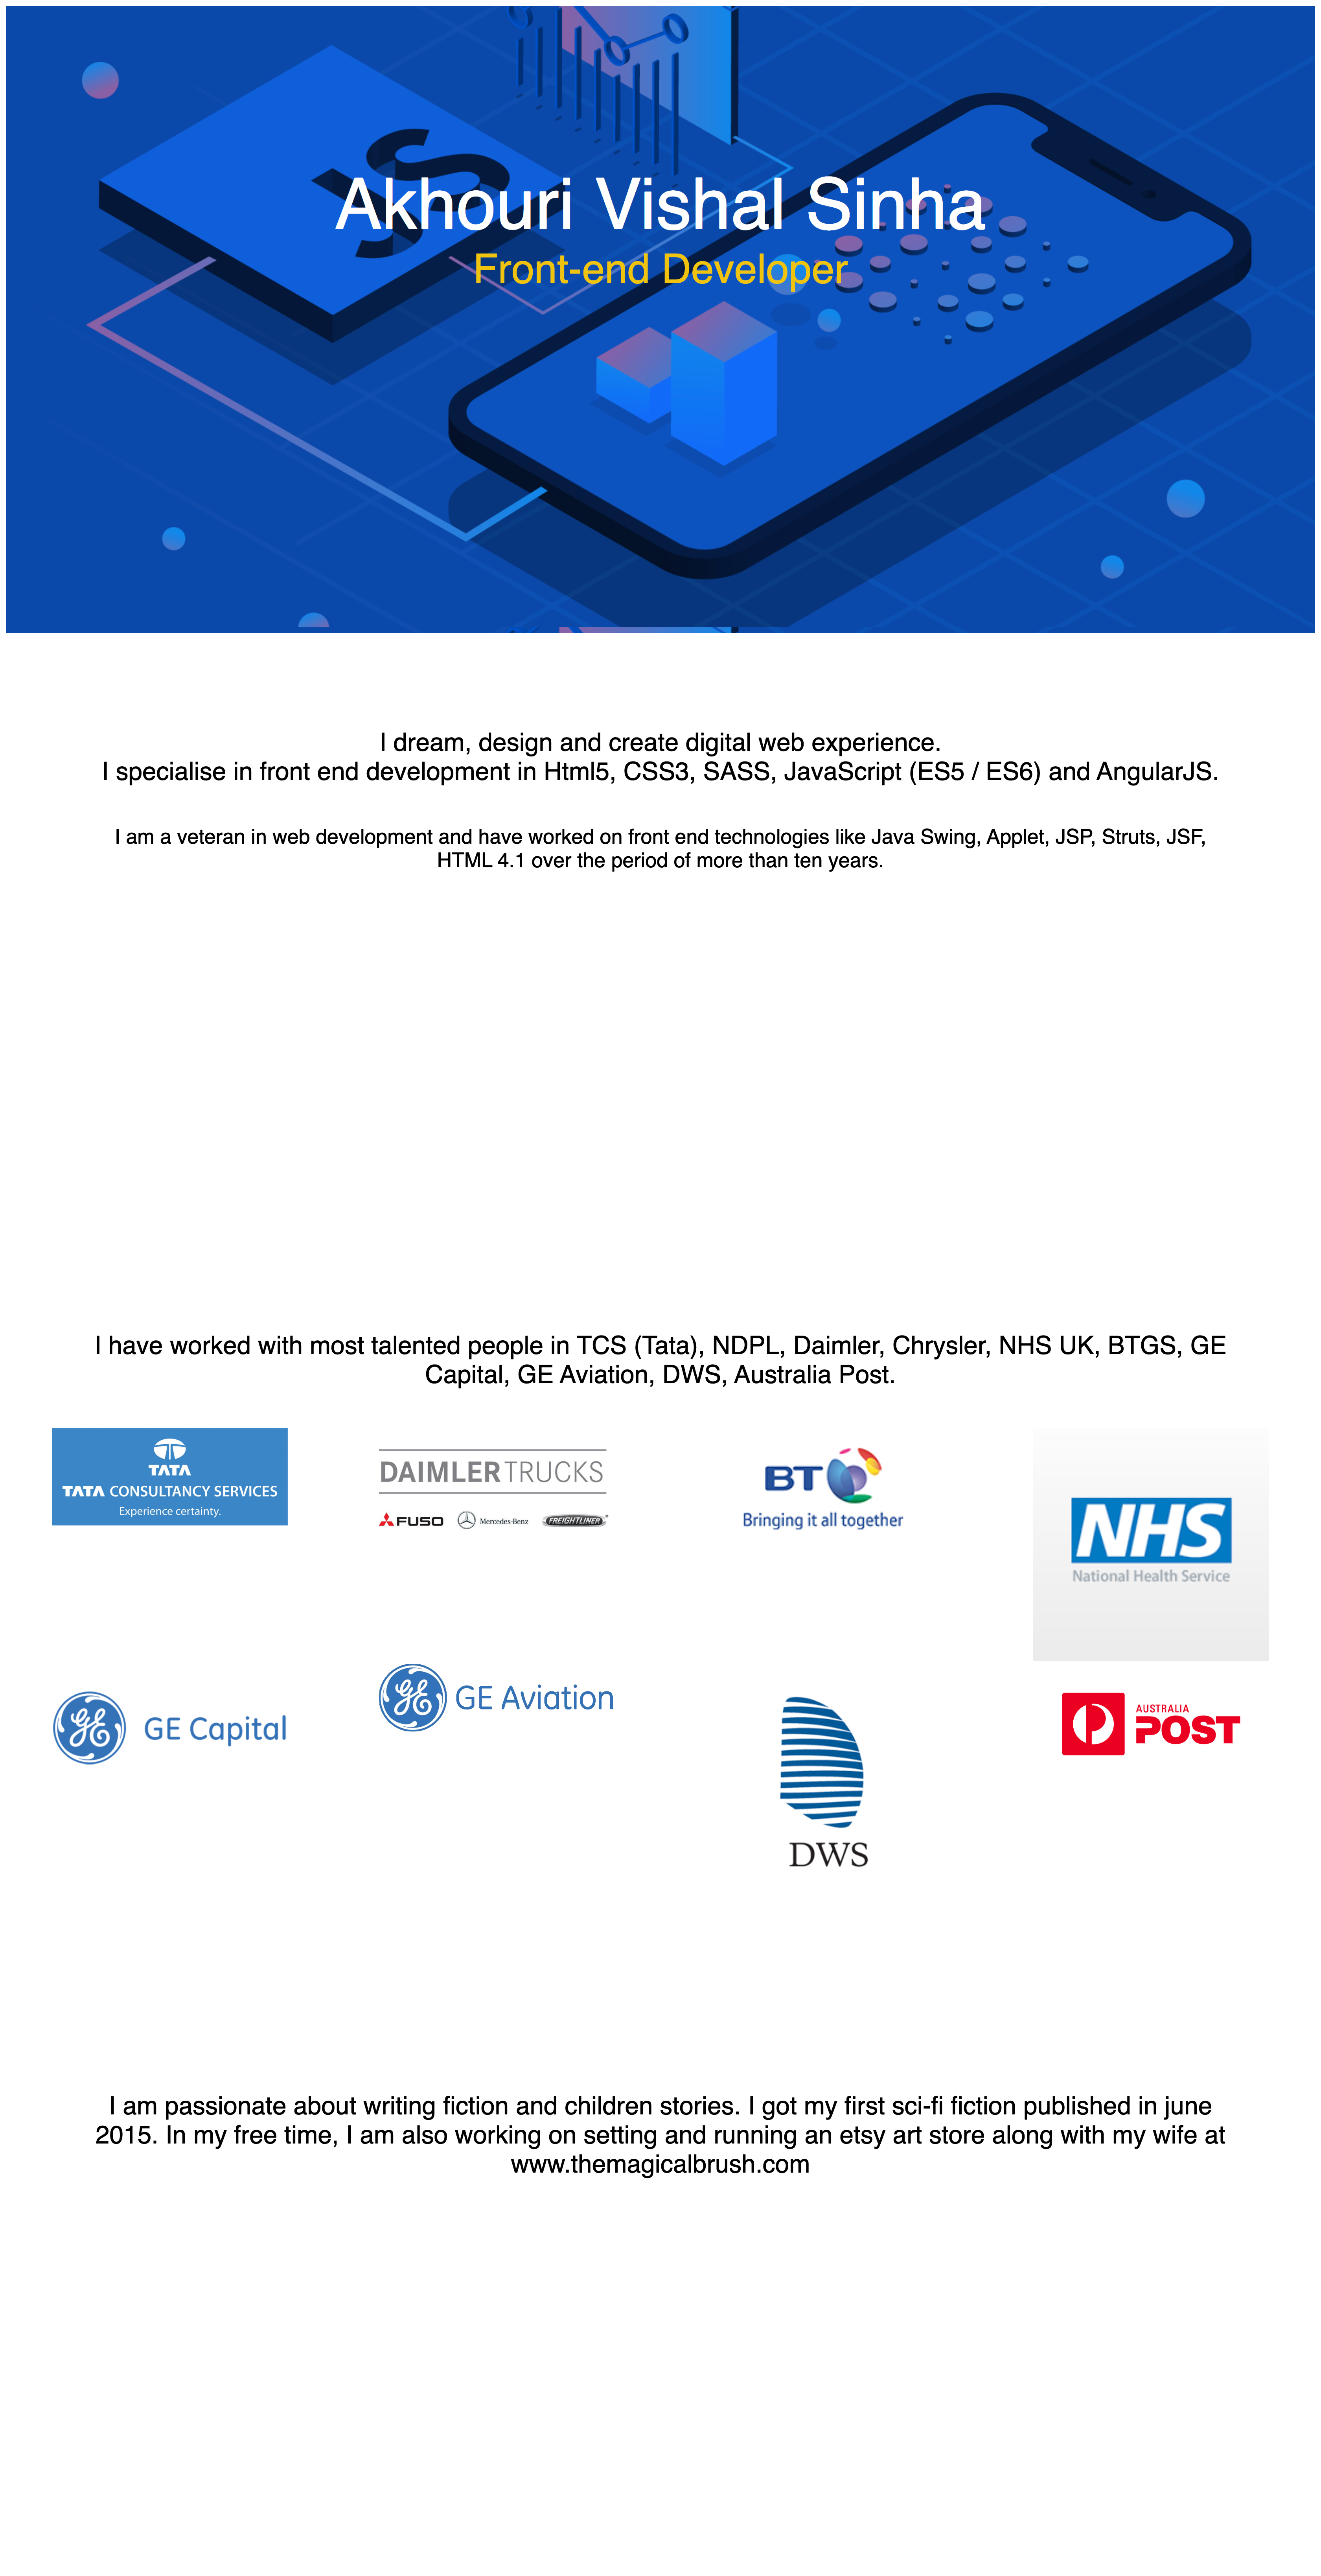 Akhouri Vishal Sinha
Front-end Developer
I dream, design and create digital web experience.
I specialise in front end development in Html5, CSS3, SASS, JavaScript (ES5 / ES6) and AngularJS.
I am a veteran in web development and have worked on front end technologies like Java Swing, Applet, JSP, Struts, JSF,
HTML 4.1 over the period of more than ten years.
I have worked with most talented people in TCS (Tata), NDPL, Daimler, Chrysler, NHS UK, BTGS, GE
Capital, GE Aviation, DWS, Australia Post.
TATA
TATA CONSULTANCY SERVICES
Experience certainty.
DAIMLERTRUCKS
FUSO Mercedes-Benz FREIGHTLINER
BT
Bringing it all together
NHS
National Health Service
GE GE Capital
GE GE Aviation
DWS
AUSTRALIA
POST
I am passionate about writing fiction and children stories. I got my first sci-fi fiction published in june
2015. In my free time, I am also working on setting and running an etsy art store along with my wife at
www.themagicalbrush.com